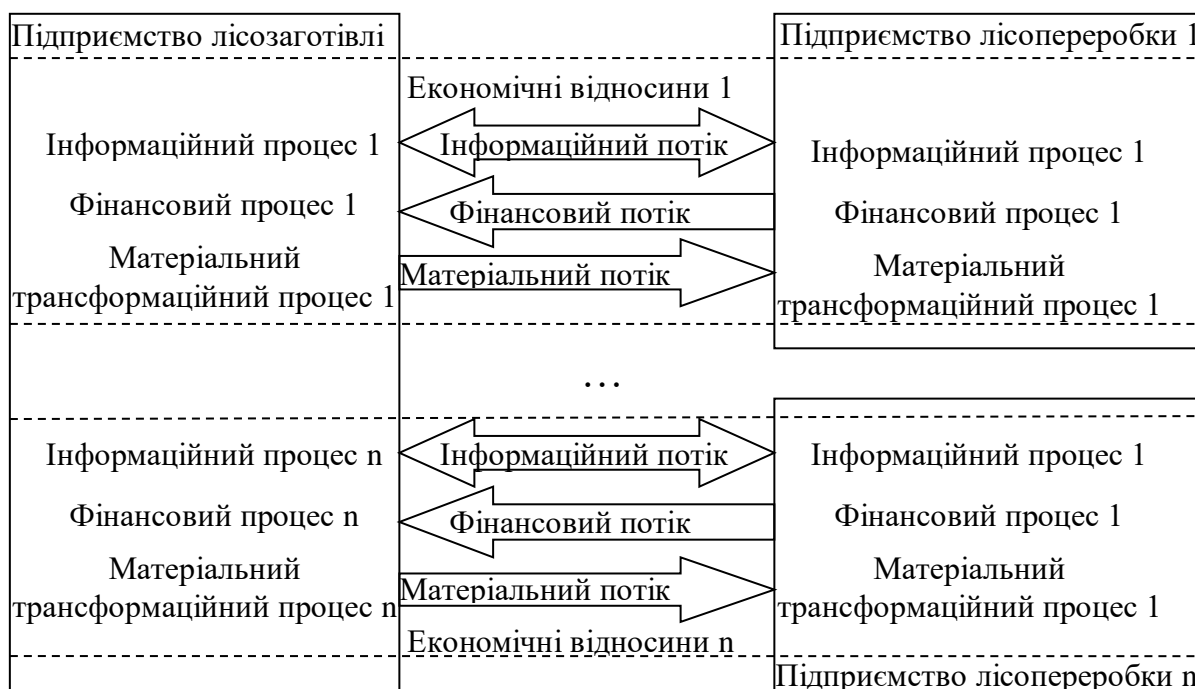 Підприємство лісозаготівлі
Підприємство лісопереробки 1
Економічні відносини 1
Інформаційний процес 1
Інформаційний потік
Інформаційний процес 1
Фінансовий процес 1
Фінансовий потік
Фінансовий процес 1
Матеріальний
трансформаційний процес 1
Матеріальний потік
Матеріальний
трансформаційний процес 1
…
Інформаційний процес n
Інформаційний потік
Інформаційний процес 1
Фінансовий процес n
Фінансовий потік
Фінансовий процес 1
Матеріальний
трансформаційний процес n
Матеріальний потік
Матеріальний
трансформаційний процес 1
Економічні відносини n
Підприємство лісопереробки n